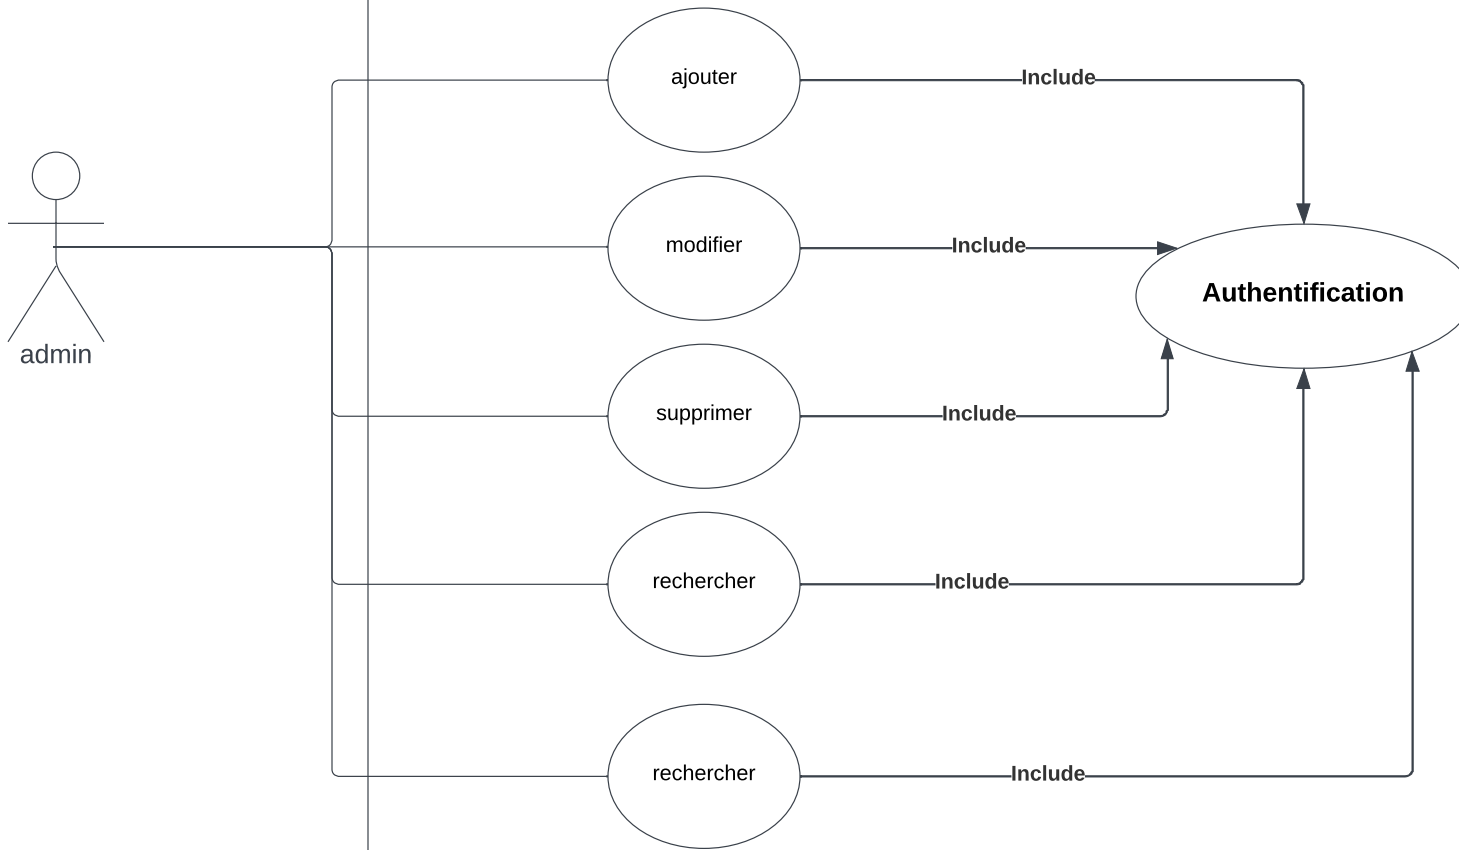 ajouter
Include
modifier
Include
Authentification
admin
supprimer
Include
rechercher
Include
rechercher
Include